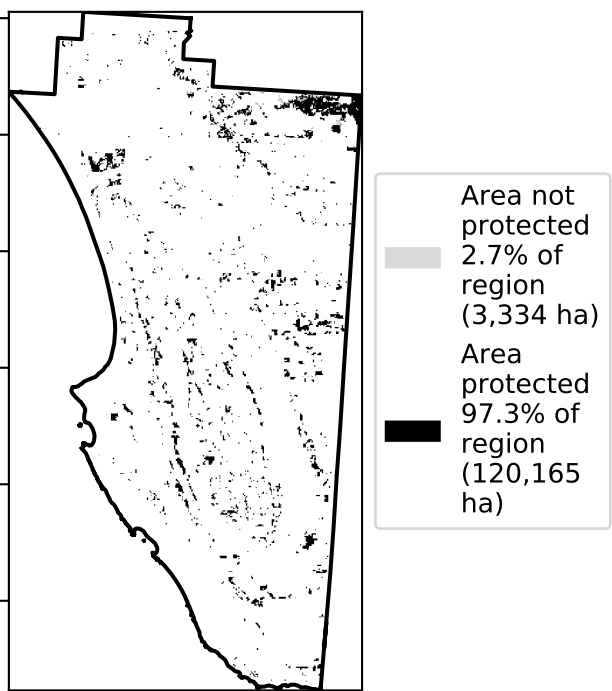 Area not
protected
2.7% of
region
(3,334 ha)
Area
protected
97.3% of
region
(120,165
ha)